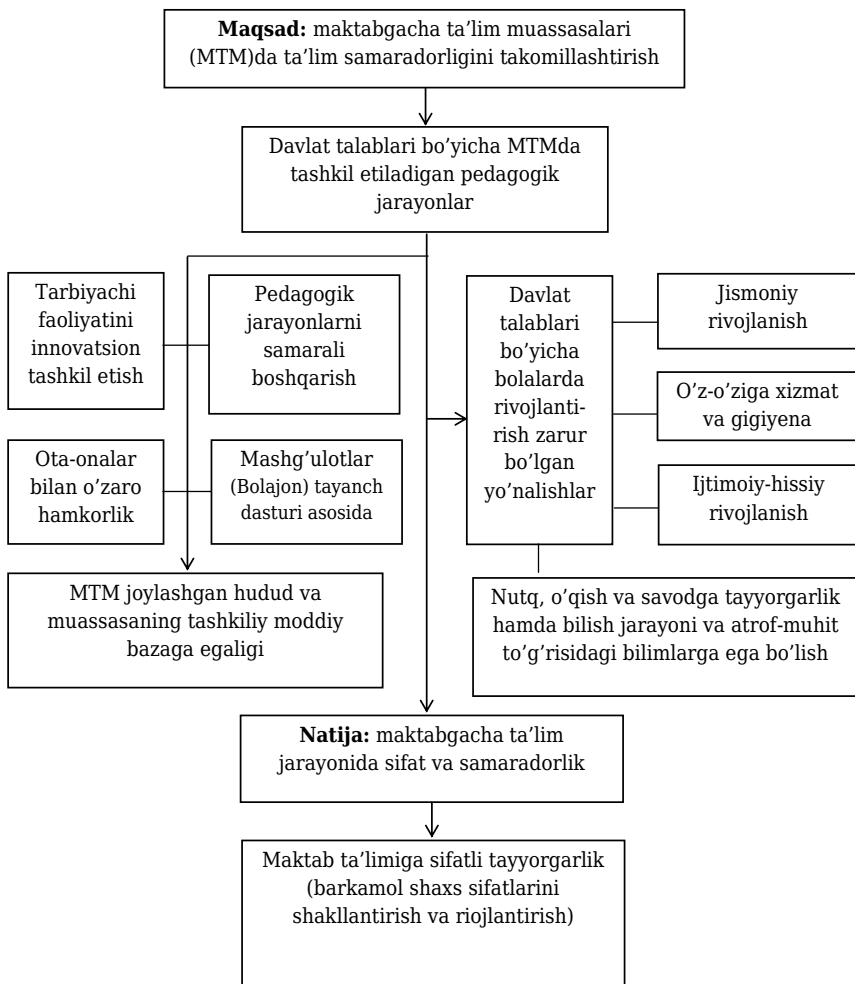 Maqsad: maktabgacha ta’lim muassasalari
(MTM)da ta’lim samaradorligini takomillashtirish
Davlat talablari bo’yicha MTMda
tashkil etiladigan pedagogik
jarayonlar
Tarbiyachi
faoliyatini
innovatsion
tashkil etish
Pedagogik
jarayonlarni
samarali
boshqarish
Ota-onalar
bilan o’zaro
hamkorlik
Mashg’ulotlar
(Bolajon) tayanch
dasturi asosida
MTM joylashgan hudud va
muassasaning tashkiliy moddiy
bazaga egaligi
Davlat
talablari
bo’yicha
bolalarda
rivojlanti-
rish zarur
bo’lgan
yo’nalishlar
Jismoniy
rivojlanish
O’z-o’ziga xizmat
va gigiyena
Ijtimoiy-hissiy
rivojlanish
Nutq, o’qish va savodga tayyorgarlik
hamda bilish jarayoni va atrof-muhit
to’g’risidagi bilimlarga ega bo’lish
Natija: maktabgacha ta’lim
jarayonida sifat va samaradorlik
Maktab ta’limiga sifatli tayyorgarlik
(barkamol shaxs sifatlarini
shakllantirish va riojlantirish)